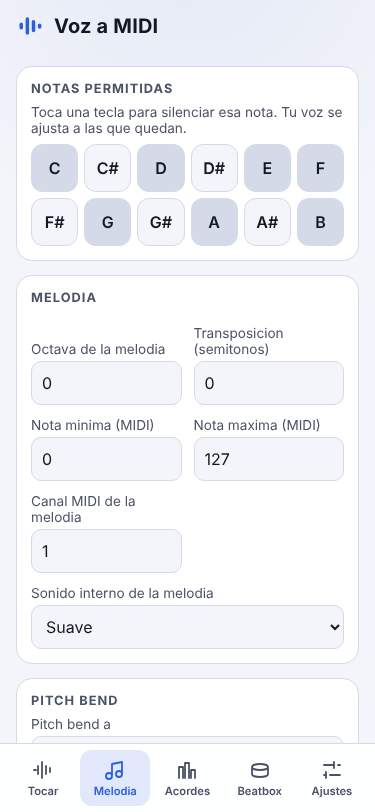 Voz a MIDI
NOTAS PERMITIDAS
Toca una tecla para silenciar esa nota. Tu voz se
ajusta a las que quedan.
C C# D D# E F
F# G G# A A# B
MELODIA
Octava de la melodia
Transposicion
(semitonos)
0
0
Nota minima (MIDI)
Nota maxima (MIDI)
0
127
Canal MIDI de la
melodia
1
Sonido interno de la melodia
Suave
PITCH BEND
Pitch bend a
Tocar
Melodia
Acordes
Beatbox
Ajustes